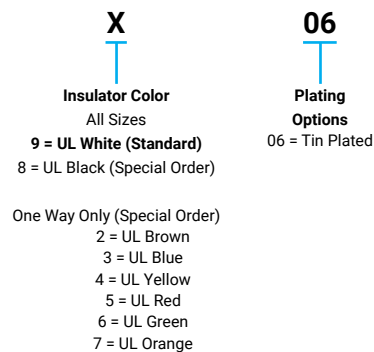 X
06
Insulator Color
All Sizes
9 = UL White (Standard)
8 = UL Black (Special Order)
One Way Only (Special Order)
2 = UL Brown
3 = UL Blue
4 = UL Yellow
5 = UL Red
6 = UL Green
7 = UL Orange
Plating
Options
06 = Tin Plated